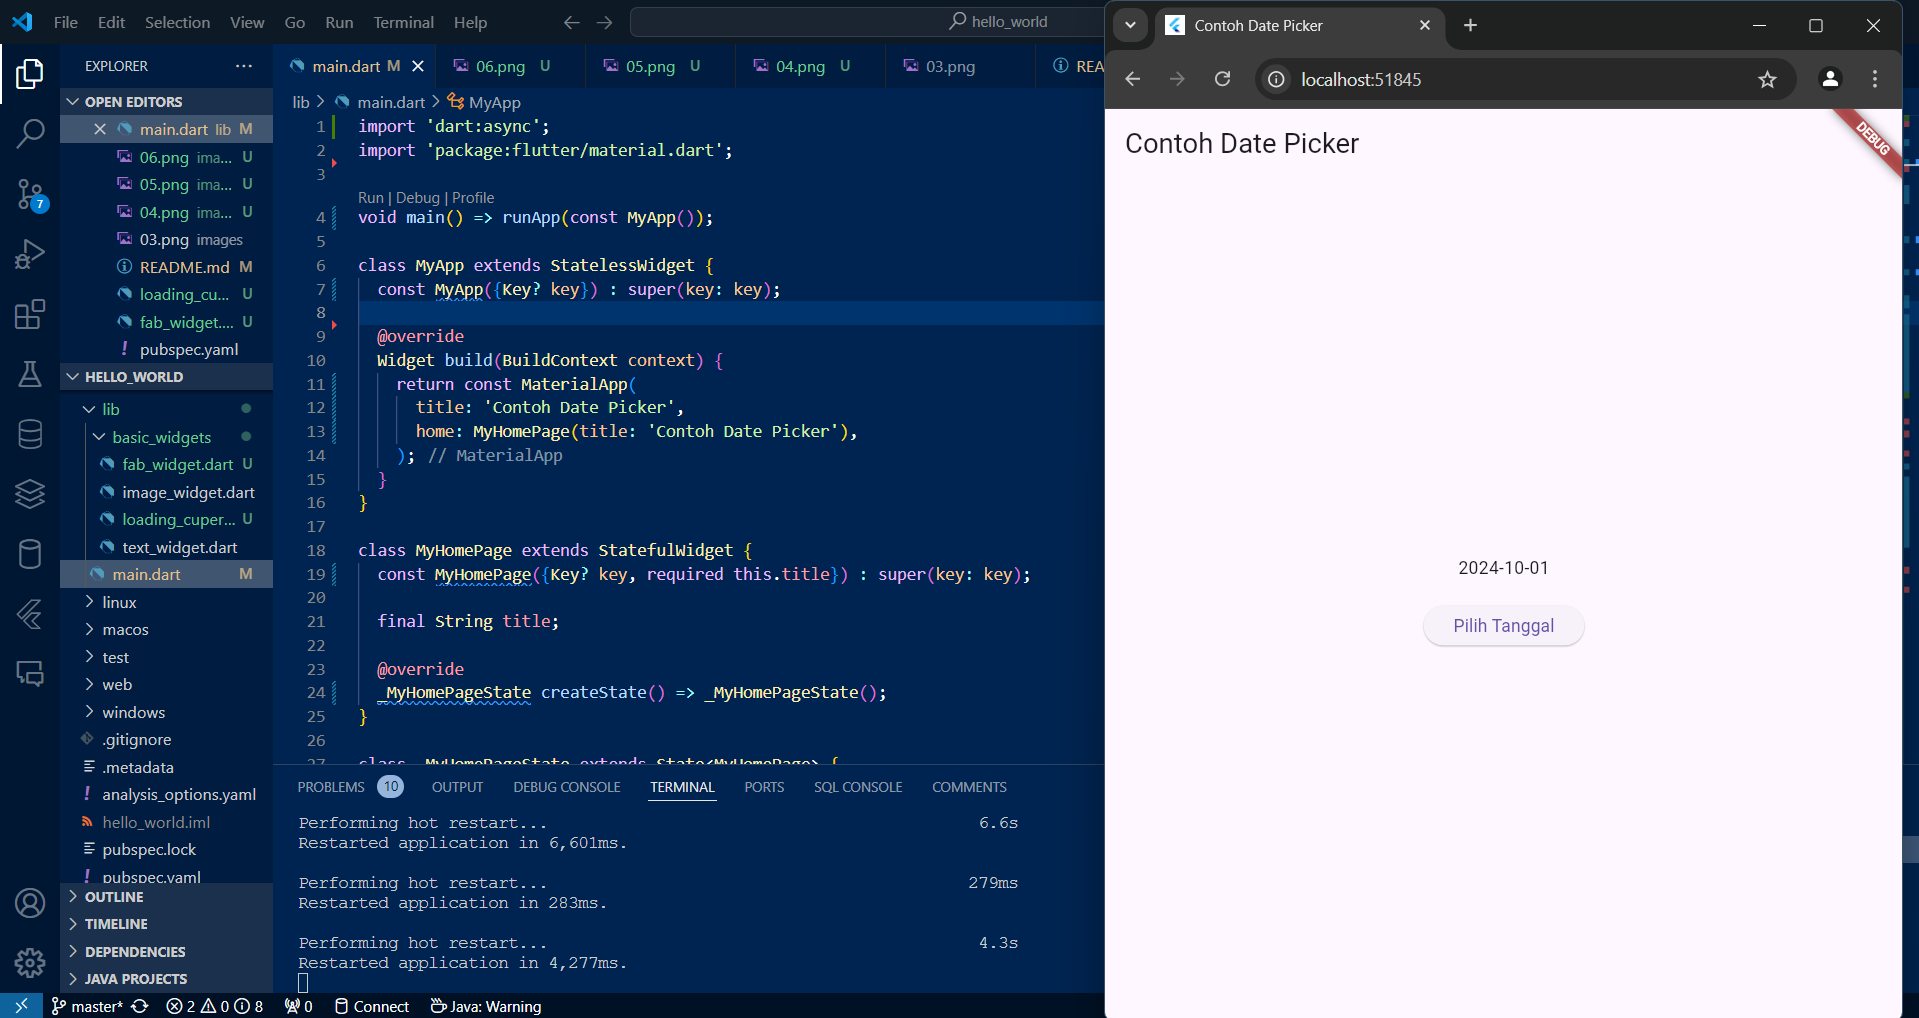 File Edit Selection View Go Run Terminal Help
hello_world
EXPLORER
OPEN EDITORS
main.dart lib M
06.png ima... U
05.png ima... U
04.png ima... U
03.png images
README.md M
loading_cu... U
fab_widget.... U
pubspec.yaml
HELLO_WORLD
lib
basic_widgets
fab_widget.dart U
image_widget.dart
loading_cuper... U
text_widget.dart
main.dart M
linux
macos
test
web
windows
.gitignore
.metadata
analysis_options.yaml
hello_world.iml
pubspec.lock
pubspec.yaml
OUTLINE
TIMELINE
DEPENDENCIES
JAVA PROJECTS
7
main.dart M 06.png U 05.png U 04.png U 03.png REA
lib > main.dart > MyApp
1 import 'dart:async';
2 import 'package:flutter/material.dart';
3
Run | Debug | Profile
4 void main() => runApp(const MyApp());
5
6 class MyApp extends StatelessWidget {
7 const MyApp({Key? key}) : super(key: key);
8
9 @override
10 Widget build(BuildContext context) {
11 return const MaterialApp(
12 title: 'Contoh Date Picker',
13 home: MyHomePage(title: 'Contoh Date Picker'),
14 ); // MaterialApp
15 }
16 }
17
18 class MyHomePage extends StatefulWidget {
19 const MyHomePage({Key? key, required this.title}) : super(key: key);
20
21 final String title;
22
23 @override
24 _MyHomePageState createState() => _MyHomePageState();
25 }
26
27 class _MyHomePageState extends State<MyHomePage> {
PROBLEMS 10 OUTPUT DEBUG CONSOLE TERMINAL PORTS SQL CONSOLE COMMENTS
Performing hot restart... 6.6s
Restarted application in 6,601ms.
Performing hot restart... 279ms
Restarted application in 283ms.
Performing hot restart... 4.3s
Restarted application in 4,277ms.
master* 2 0 8 0 Connect Java: Warning
Contoh Date Picker
localhost:51845
Contoh Date Picker
DEBUG
2024-10-01
Pilih Tanggal